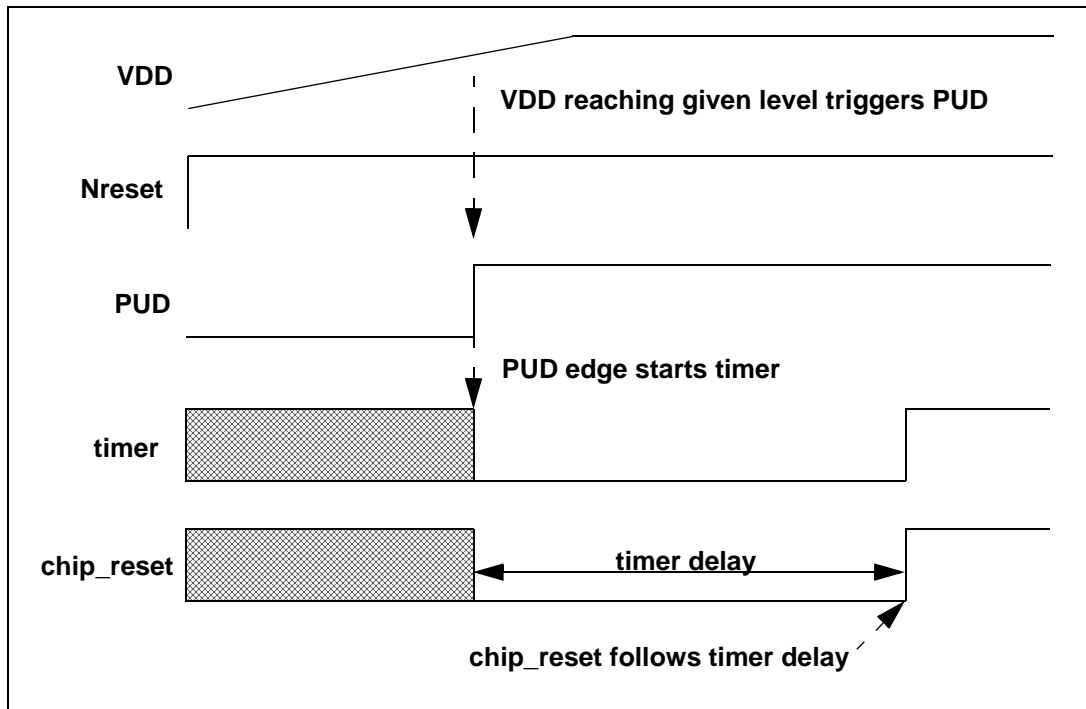 VDD
VDD reaching given level triggers PUD
Nreset
PUD
PUD edge starts timer
timer
chip_reset
timer delay
chip_reset follows timer delay